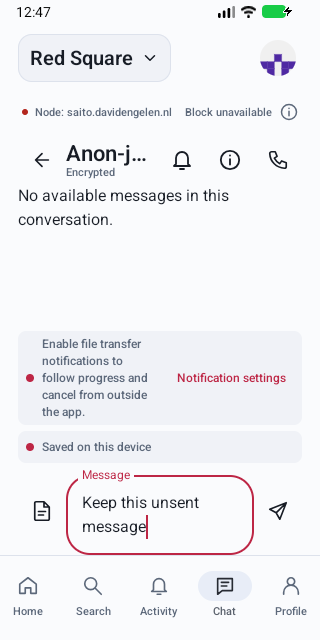 12:47
Red Square
Node: saito.davidengelen.nl Block unavailable
Anon-j...
Encrypted
No available messages in this
conversation.
Enable file transfer
notifications to
follow progress and
cancel from outside
the app.
Notification settings
Saved on this device
Message
Keep this unsent
message
Home Search Activity Chat Profile